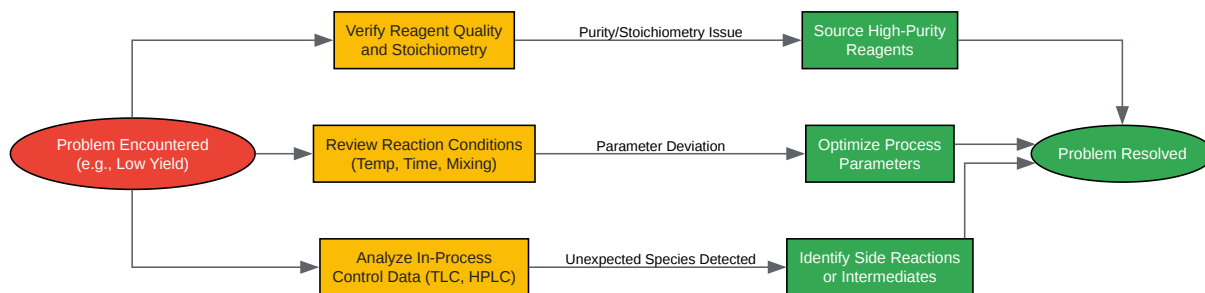 Verify Reagent Quality
and Stoichiometry
Purity/Stoichiometry Issue
Source High-Purity
Reagents
Problem Encountered
(e.g., Low Yield)
Review Reaction Conditions
(Temp, Time, Mixing)
Parameter Deviation
Optimize Process
Parameters
Problem Resolved
Analyze In-Process
Control Data (TLC, HPLC)
Unexpected Species Detected
Identify Side Reactions
or Intermediates